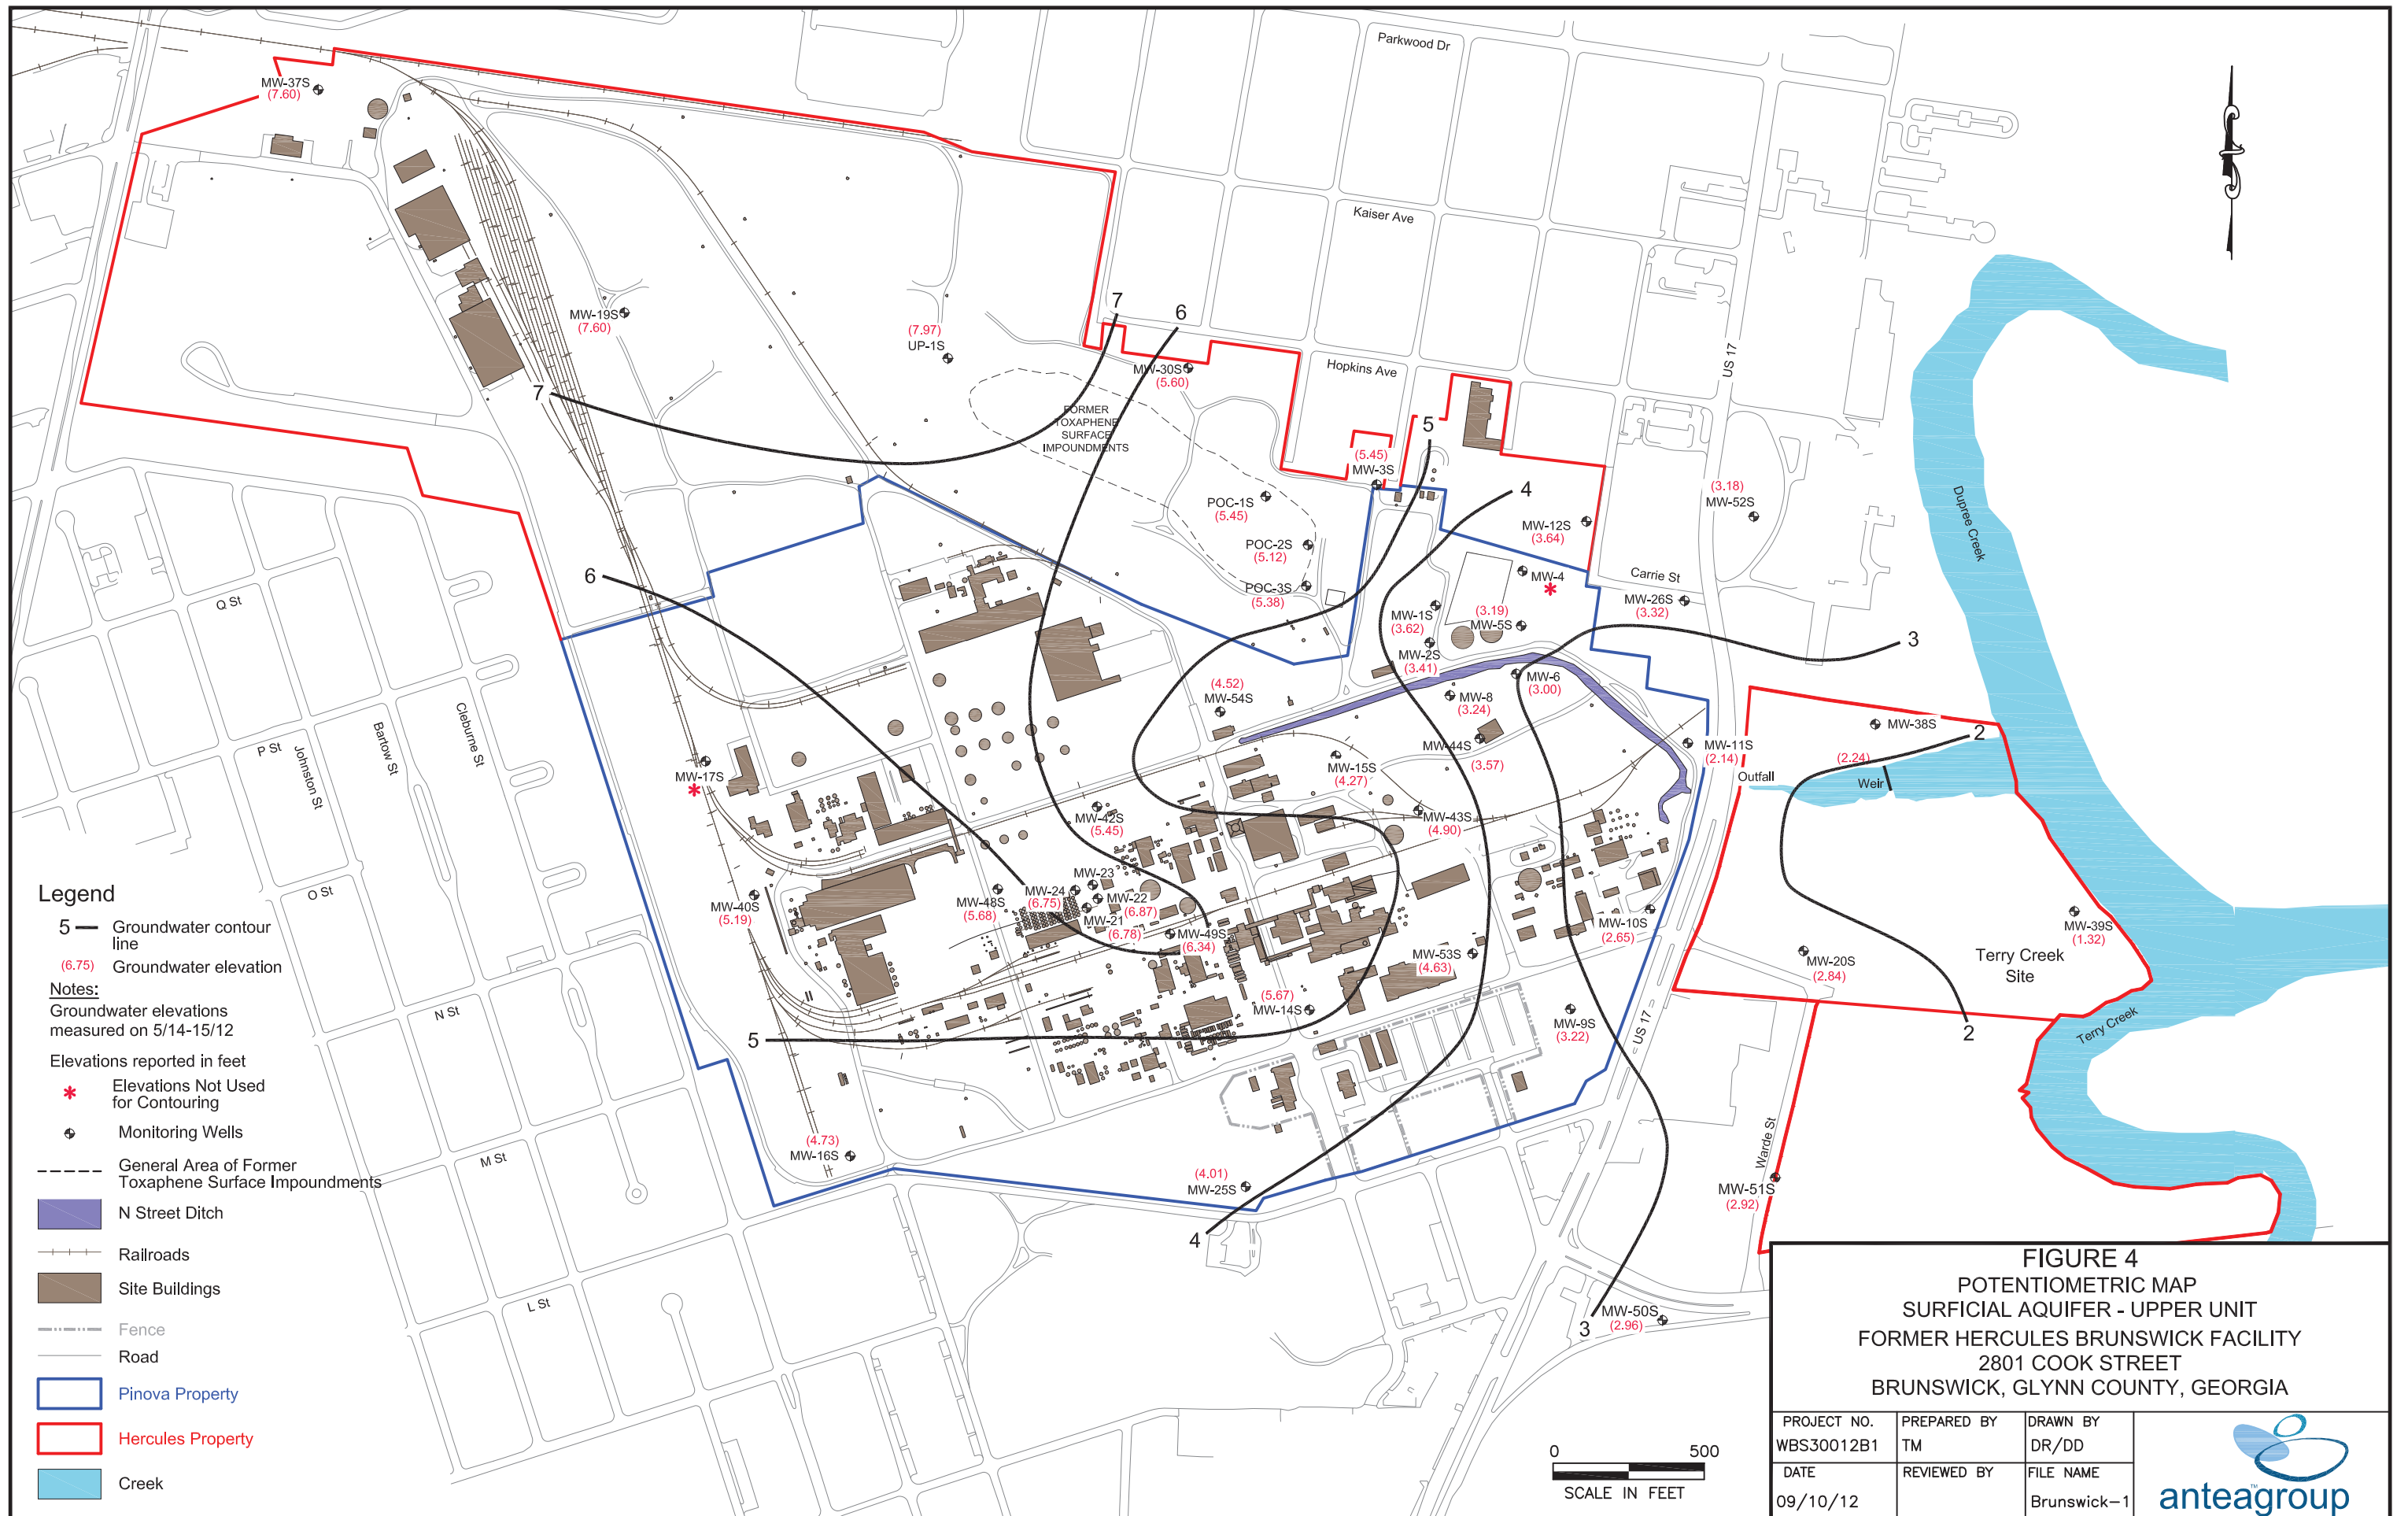 Parkwood Dr
MW-37S
(7.60)
Kaiser Ave
MW-19S
(7.60)
(7.97)
UP-1S
7
6
MW-30S
(5.60)
Hopkins Ave
US 17
7
FORMER
TOXAPHENE
SURFACE
IMPOUNDMENTS
5
(5.45)
MW-3S
4
POC-1S
(5.45)
(3.18)
MW-52S
MW-12S
(3.64)
Dupree Creek
POC-2S
(5.12)
6
POC-3S
(5.38)
MW-4
*
Carrie St
MW-26S
(3.32)
Q St
MW-1S
(3.62)
(3.19)
MW-5S
MW-2S
(3.41)
3
MW-6
(3.00)
(4.52)
MW-54S
MW-8
(3.24)
P St
Johnston St
Bartow St
Cleburne St
MW-38S
2
MW-44S
(3.57)
MW-11S
(2.14)
Outfall
(2.24)
Weir
MW-17S
*
MW-15S
(4.27)
MW-42S
(5.45)
MW-43S
(4.90)
O St
MW-40S
(5.19)
MW-48S
(5.68)
MW-24
(6.75)
MW-23
MW-22
(6.87)
MW-21
(6.78)
MW-49S
(6.34)
MW-10S
(2.65)
MW-39S
(1.32)
MW-53S
(4.63)
MW-20S
(2.84)
Terry Creek
Site
(5.67)
MW-14S
MW-9S
(3.22)
US 17
2
Terry Creek
N St
5
M St
(4.73)
MW-16S
(4.01)
MW-25S
Warde St
MW-51S
(2.92)
4
L St
MW-50S
(2.96)
3
Legend
5 Groundwater contour
line
(6.75) Groundwater elevation
Notes:
Groundwater elevations
measured on 5/14-15/12
Elevations reported in feet
* Elevations Not Used
for Contouring
Monitoring Wells
General Area of Former
Toxaphene Surface Impoundments
N Street Ditch
Railroads
Site Buildings
Fence
Road
Pinova Property
Hercules Property
Creek
0 500
SCALE IN FEET
FIGURE 4
POTENTIOMETRIC MAP
SURFICIAL AQUIFER - UPPER UNIT
FORMER HERCULES BRUNSWICK FACILITY
2801 COOK STREET
BRUNSWICK, GLYNN COUNTY, GEORGIA
PROJECT NO.
WBS30012B1
PREPARED BY
TM
DRAWN BY
DR/DD
DATE
09/10/12
REVIEWED BY
FILE NAME
Brunswick-1
anteagroup